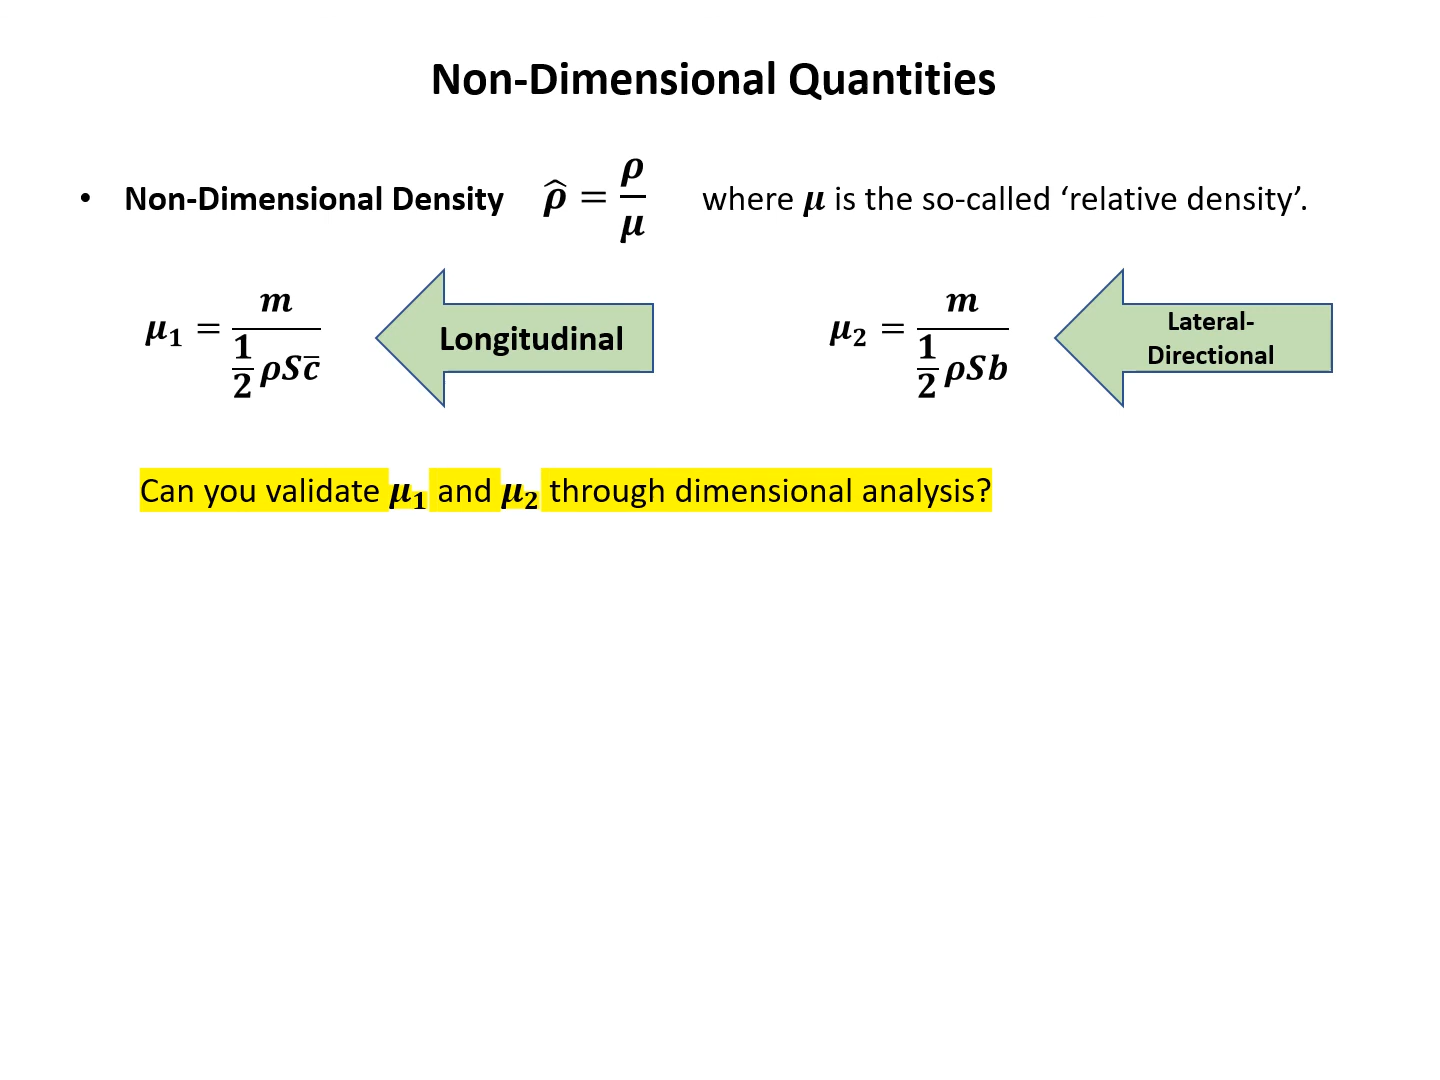 Non-Dimensional Quantities
• Non-Dimensional Density ρ̂ = ρ/μ where μ is the so-called ‘relative density’.
μ₁ = m / (½ ρSc̄) Longitudinal μ₂ = m / (½ ρSb) Lateral-Directional
Can you validate μ₁ and μ₂ through dimensional analysis?